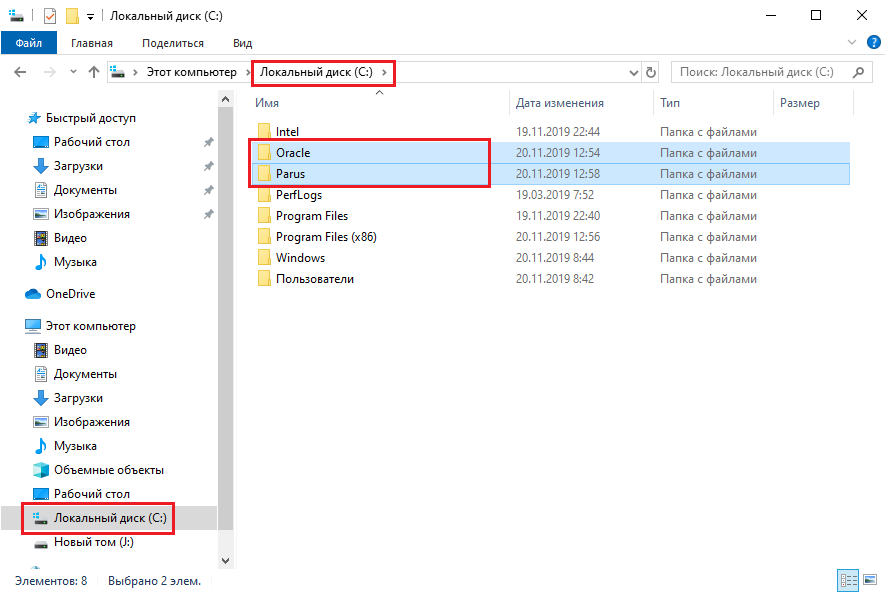 Локальный диск (C:)
Файл Главная Поделиться Вид
Этот компьютер Локальный диск (C:) Поиск: Локальный диск (C:)
Быстрый доступ
Рабочий стол
Загрузки
Документы
Изображения
Видео
Музыка
OneDrive
Этот компьютер
Видео
Документы
Загрузки
Изображения
Музыка
Объемные объекты
Рабочий стол
Локальный диск (C:)
Новый том (J:)
Имя Дата изменения Тип Размер
Intel 19.11.2019 22:44 Папка с файлами
Oracle 20.11.2019 12:54 Папка с файлами
Parus 20.11.2019 12:58 Папка с файлами
PerfLogs 19.03.2019 7:52 Папка с файлами
Program Files 19.11.2019 22:40 Папка с файлами
Program Files (x86) 20.11.2019 12:56 Папка с файлами
Windows 20.11.2019 8:44 Папка с файлами
Пользователи 20.11.2019 8:42 Папка с файлами
Элементов: 8 Выбрано 2 элем.